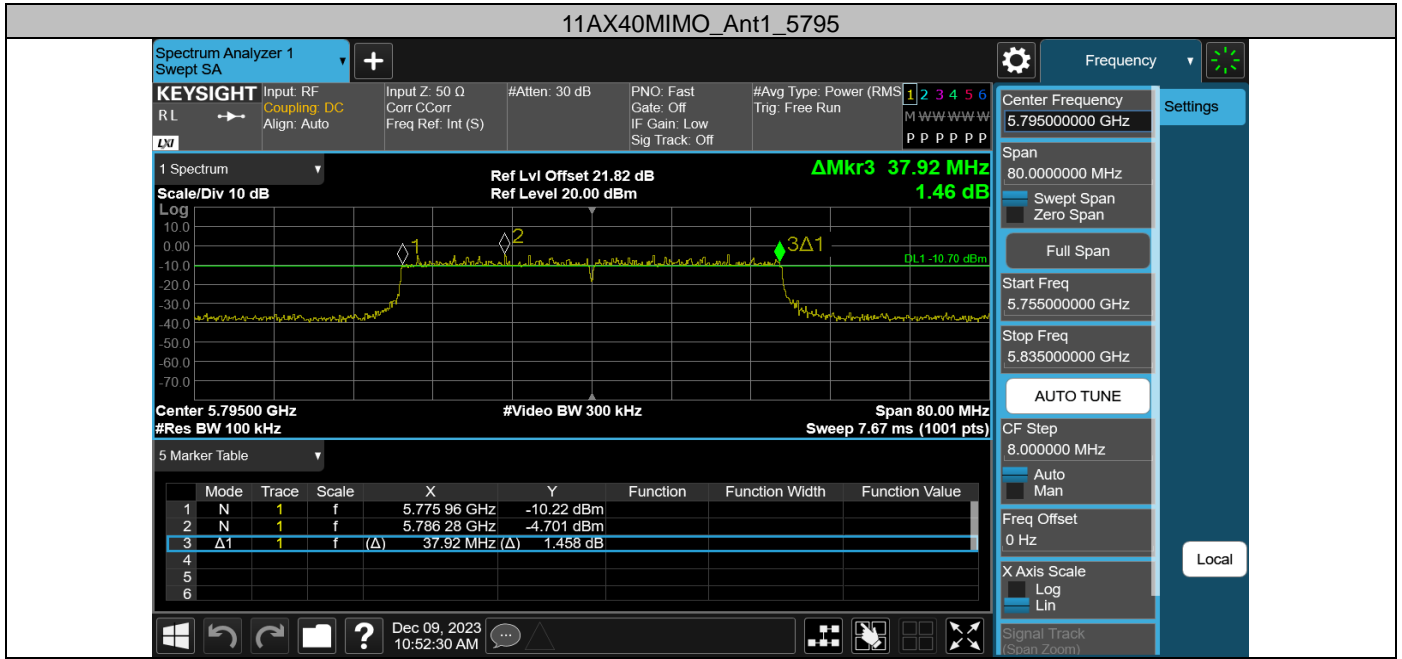 11AX40MIMO_Ant1_5795
Spectrum Analyzer 1
Swept SA
+
Frequency
KEYSIGHT
RL
LXI
Input: RF
Coupling: DC
Align: Auto
Input Z: 50 Ω
Corr CCorr
Freq Ref: Int (S)
#Atten: 30 dB
PNO: Fast
Gate: Off
IF Gain: Low
Sig Track: Off
#Avg Type: Power (RMS
Trig: Free Run
1 2 3 4 5 6
M W W W W W
P P P P P P
1 Spectrum
Scale/Div 10 dB
Ref Lvl Offset 21.82 dB
Ref Level 20.00 dBm
ΔMkr3 37.92 MHz
1.46 dB
Log
10.0
0.00
-10.0
-20.0
-30.0
-40.0
-50.0
-60.0
-70.0
1
2
3Δ1
DL1 -10.70 dBm
Center 5.79500 GHz
#Video BW 300 kHz
Span 80.00 MHz
#Res BW 100 kHz
Sweep 7.67 ms (1001 pts)
5 Marker Table
Mode Trace Scale X Y Function Function Width Function Value
1 N 1 f 5.775 96 GHz -10.22 dBm
2 N 1 f 5.786 28 GHz -4.701 dBm
3 Δ1 1 f (Δ) 37.92 MHz (Δ) 1.458 dB
4
5
6
?
Dec 09, 2023
10:52:30 AM
Center Frequency
5.795000000 GHz
Settings
Span
80.0000000 MHz
Swept Span
Zero Span
Full Span
Start Freq
5.755000000 GHz
Stop Freq
5.835000000 GHz
AUTO TUNE
CF Step
8.000000 MHz
Auto
Man
Freq Offset
0 Hz
X Axis Scale
Log
Lin
Signal Track
(Span Zoom)
Local